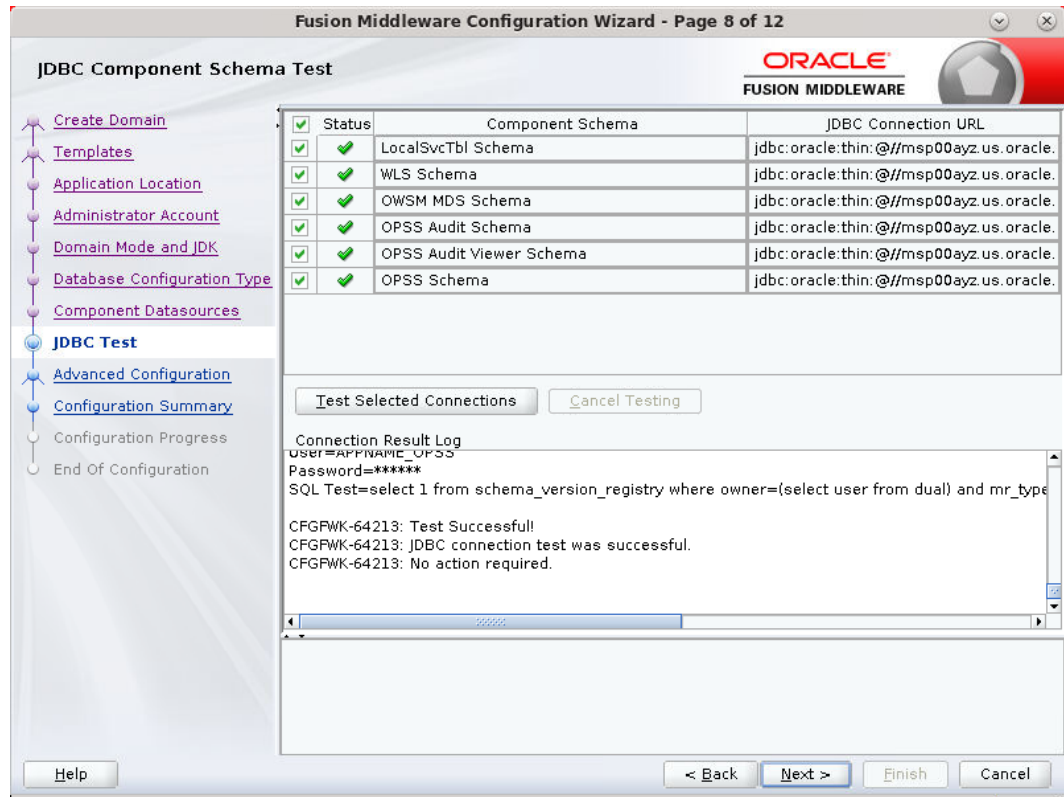 Fusion Middleware Configuration Wizard - Page 8 of 12
JDBC Component Schema Test
ORACLE
FUSION MIDDLEWARE
Create Domain
Templates
Application Location
Administrator Account
Domain Mode and JDK
Database Configuration Type
Component Datasources
JDBC Test
Advanced Configuration
Configuration Summary
Configuration Progress
End Of Configuration
Status Component Schema JDBC Connection URL
LocalSvcTbl Schema jdbc:oracle:thin:@//msp00ayz.us.oracle.
WLS Schema jdbc:oracle:thin:@//msp00ayz.us.oracle.
OWSM MDS Schema jdbc:oracle:thin:@//msp00ayz.us.oracle.
OPSS Audit Schema jdbc:oracle:thin:@//msp00ayz.us.oracle.
OPSS Audit Viewer Schema jdbc:oracle:thin:@//msp00ayz.us.oracle.
OPSS Schema jdbc:oracle:thin:@//msp00ayz.us.oracle.
Test Selected Connections Cancel Testing
Connection Result Log
User=APPNAME_OPSS
Password=******
SQL Test=select 1 from schema_version_registry where owner=(select user from dual) and mr_type
CFGFWK-64213: Test Successful!
CFGFWK-64213: JDBC connection test was successful.
CFGFWK-64213: No action required.
Help < Back Next > Finish Cancel